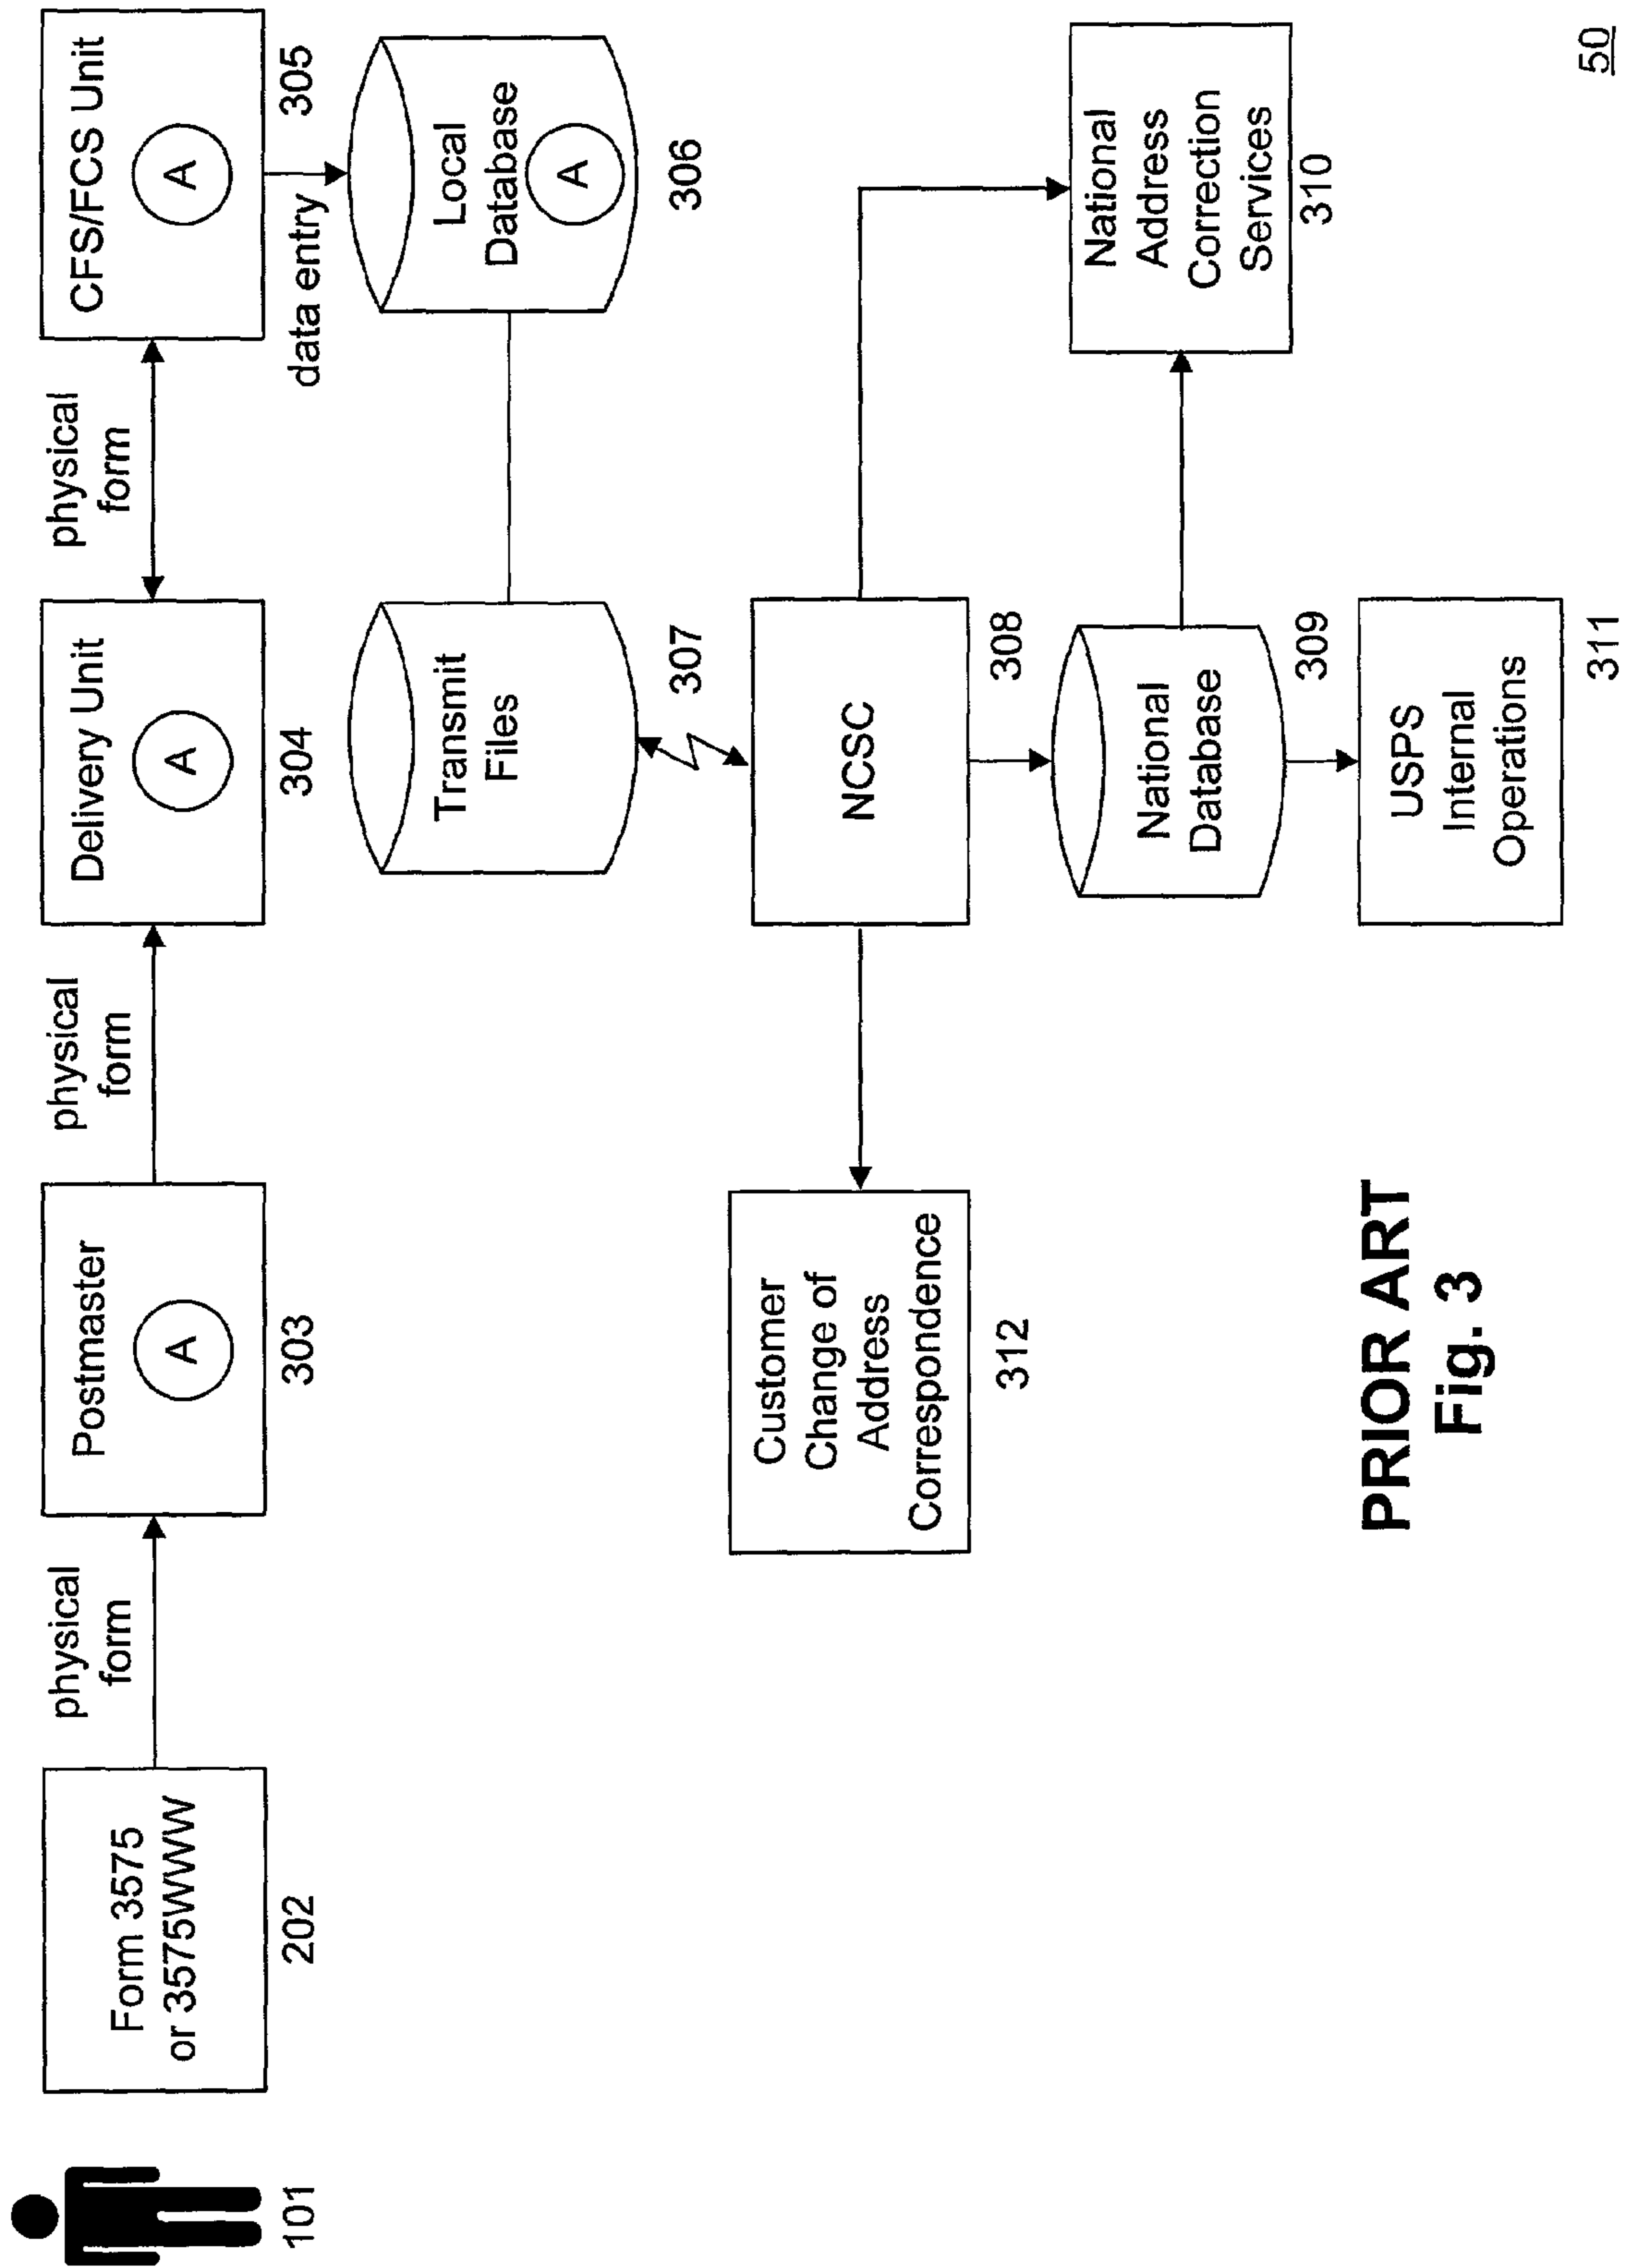 Form 3575
or 3575WWW
202
101
physical
form
Postmaster
A
303
physical
form
Delivery Unit
A
304
physical
form
CFS/FCS Unit
A
305
data entry
Local
Database
A
306
Transmit
Files
307
NCSC
308
National
Database
309
National
Address
Correction
Services
310
USPS
Internal
Operations
311
Customer
Change of
Address
Correspondence
312
PRIOR ART
Fig. 3
50